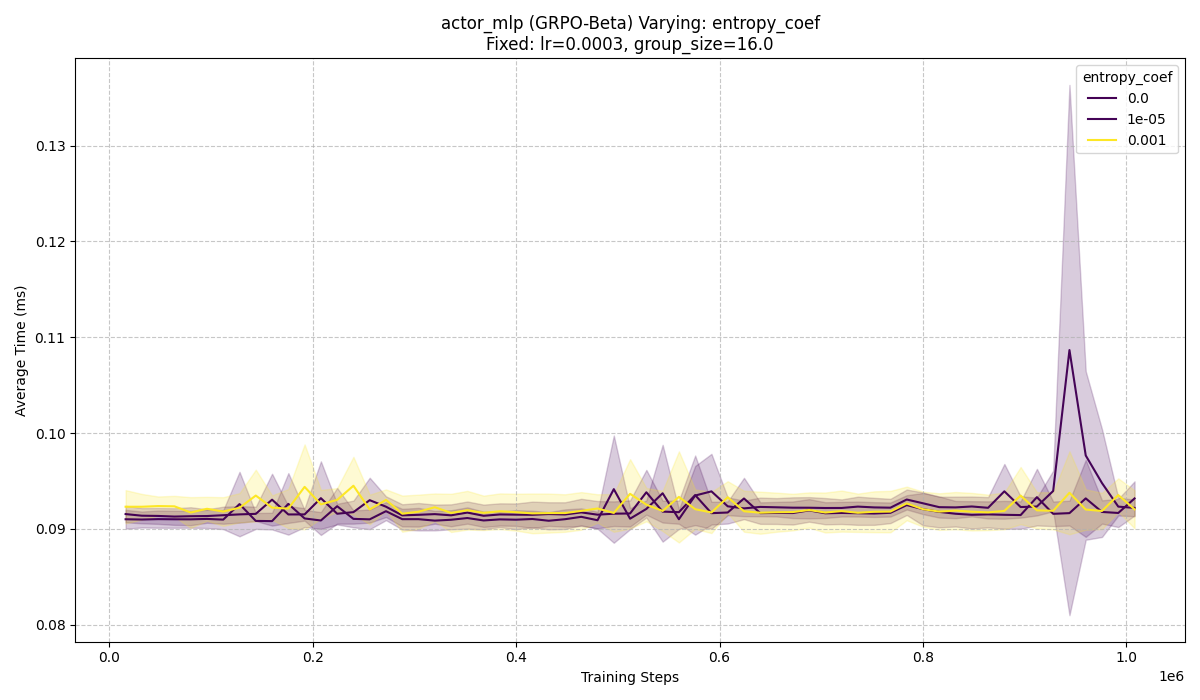 actor_mlp (GRPO-Beta) Varying: entropy_coef
Fixed: lr=0.0003, group_size=16.0
entropy_coef
0.0
1e-05
0.001
Average Time (ms)
0.13
0.12
0.11
0.10
0.09
0.08
0.0
0.2
0.4
0.6
0.8
1.0
1e6
Training Steps